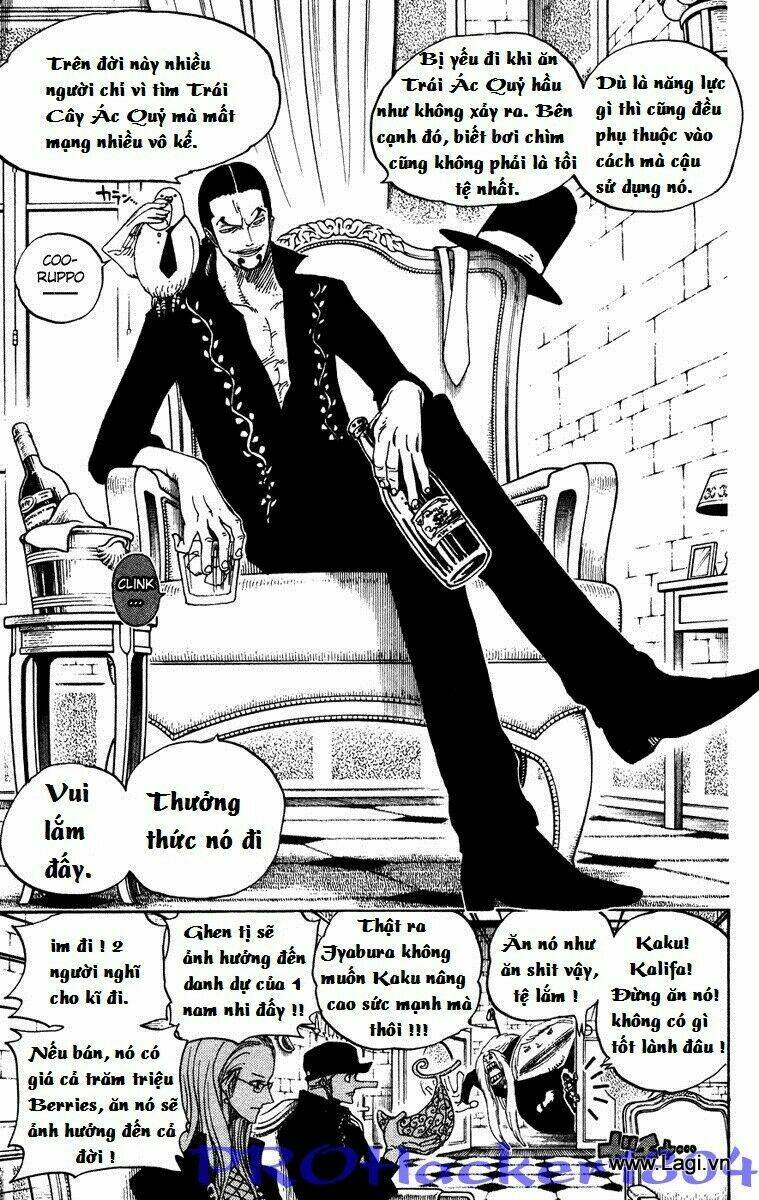 Dù là năng lực
gì thì cũng đều
phụ thuộc vào
cách mà cậu
sử dụng nó.
Bị yếu đi khi ăn
Trái Ác Quỷ hầu
như không xảy ra. Bên
cạnh đó, biết bơi chìm
cũng không phải là tồi
tệ nhất.
Trên đời này nhiều
người chỉ vì tìm Trái
Cây Ác Quỷ mà mất
mạng nhiều vô kể.
COO-
RUPPO
CLINK
...
Thưởng
thức nó đi
Vui
lắm
đấy.
Kaku!
Kalifa!
Đừng ăn nó!
không có gì
tốt lành đâu !
Ăn nó như
ăn shit vậy,
tệ lắm !
Thật ra
Jyabura không
muốn Kaku nâng
cao sức mạnh mà
thôi !!!
Ghen tị sẽ
ảnh hưởng đến
danh dự của 1
nam nhi đấy !!
im đi ! 2
người nghĩ
cho kĩ đi.
Nếu bán, nó có
giá cả trăm triệu
Berries, ăn nó sẽ
ảnh hưởng đến cả
đời !
PROHacker1604
www.Lagi.vn